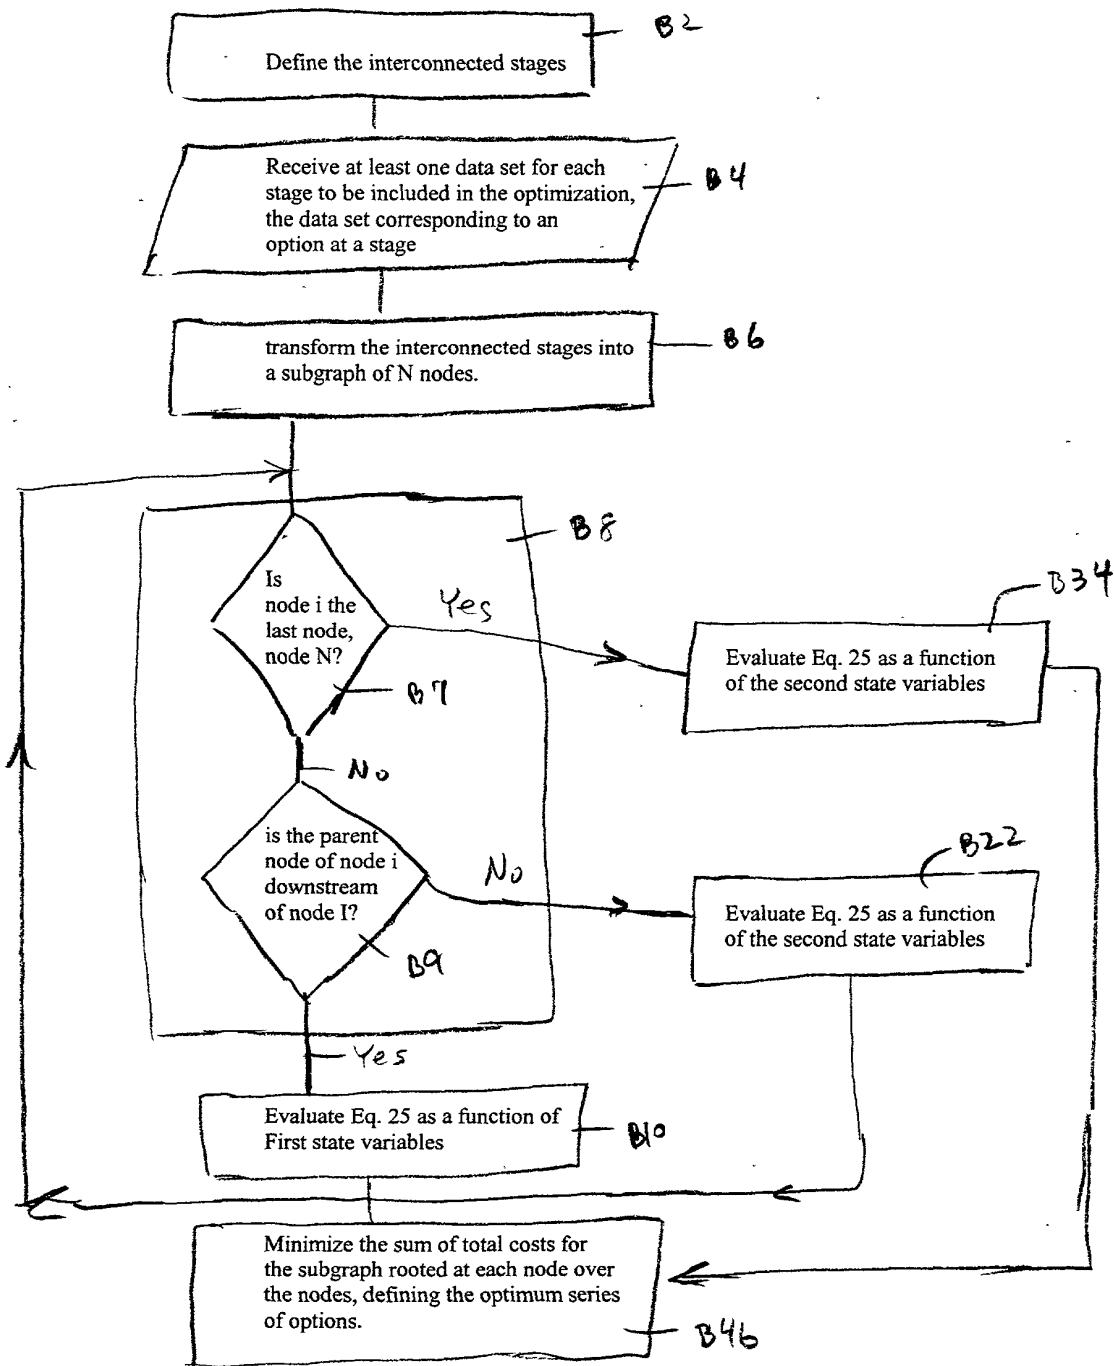 B2
Define the interconnected stages
Receive at least one data set for each
stage to be included in the optimization,
the data set corresponding to an
option at a stage
B4
transform the interconnected stages into
a subgraph of N nodes.
B6
B8
Is
node i the
last node,
node N?
Yes
B7
B34
Evaluate Eq. 25 as a function
of the second state variables
No
is the parent
node of node i
downstream
of node I?
No
B9
B22
Evaluate Eq. 25 as a function
of the second state variables
Yes
Evaluate Eq. 25 as a function of
First state variables
B10
Minimize the sum of total costs for
the subgraph rooted at each node over
the nodes, defining the optimum series
of options.
B46